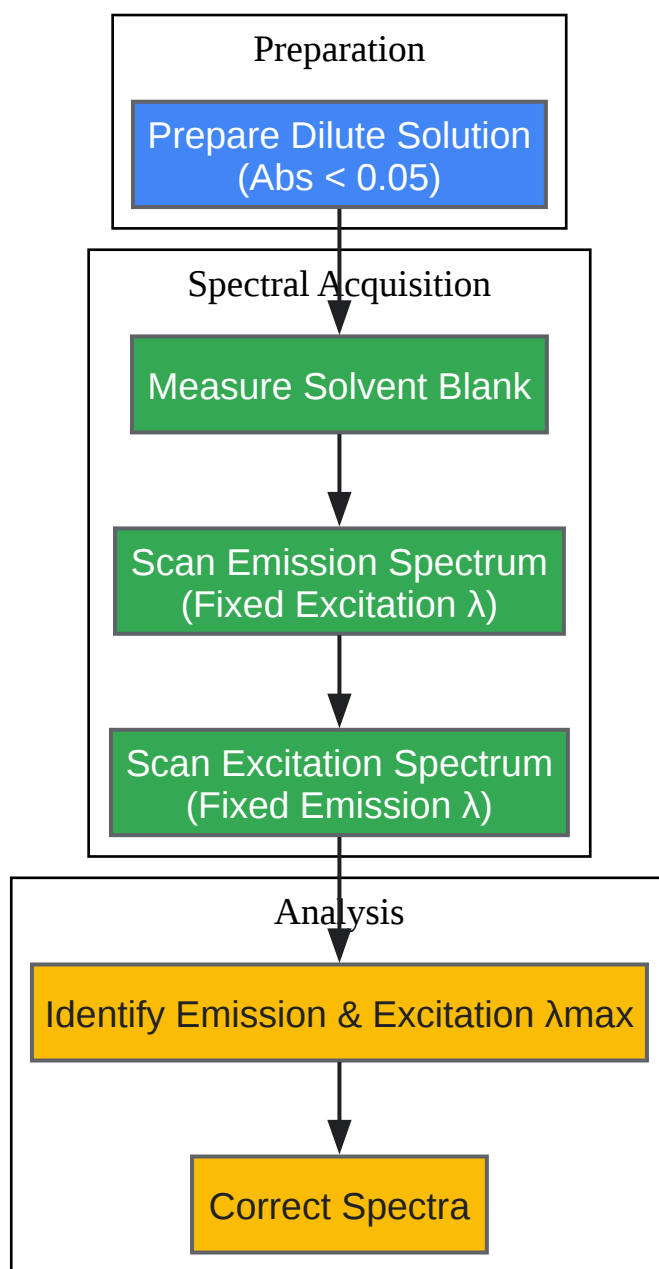 Preparation
Prepare Dilute Solution
(Abs < 0.05)
Spectral Acquisition
Measure Solvent Blank
Scan Emission Spectrum
(Fixed Excitation λ)
Scan Excitation Spectrum
(Fixed Emission λ)
Analysis
Identify Emission & Excitation λmax
Correct Spectra